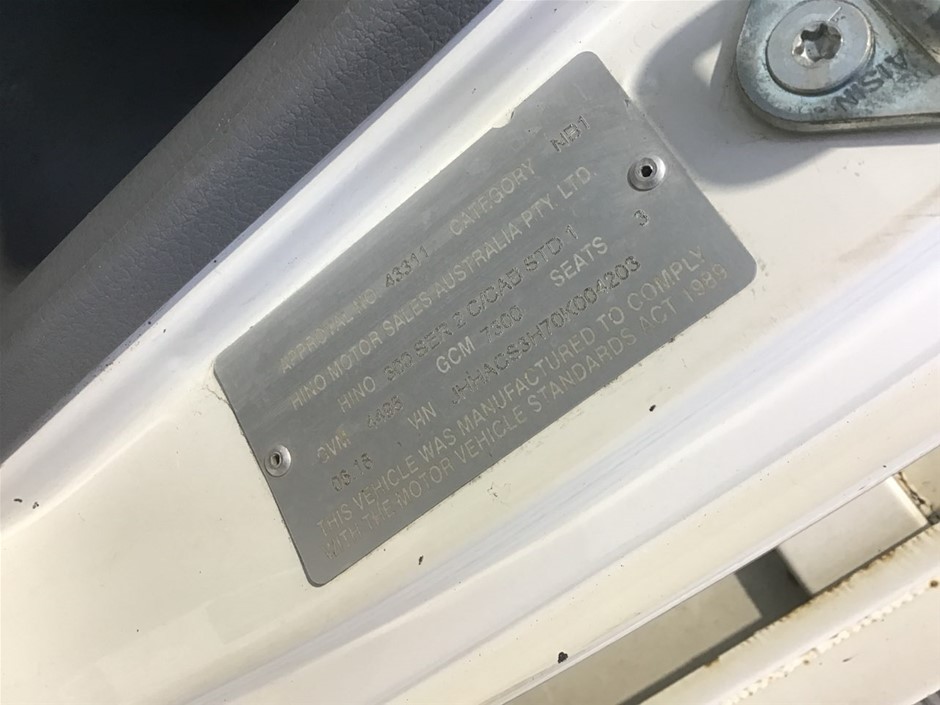 APPROVAL NO 43311 CATEGORY NB1
HINO MOTOR SALES AUSTRALIA PTY. LTD.
HINO 300 SER 2 C/CAB STD 1
GVM 4495 GCM 7800 SEATS 3
06 15 VIN JHHACS3H70K004203
THIS VEHICLE WAS MANUFACTURED TO COMPLY
WITH THE MOTOR VEHICLE STANDARDS ACT 1989